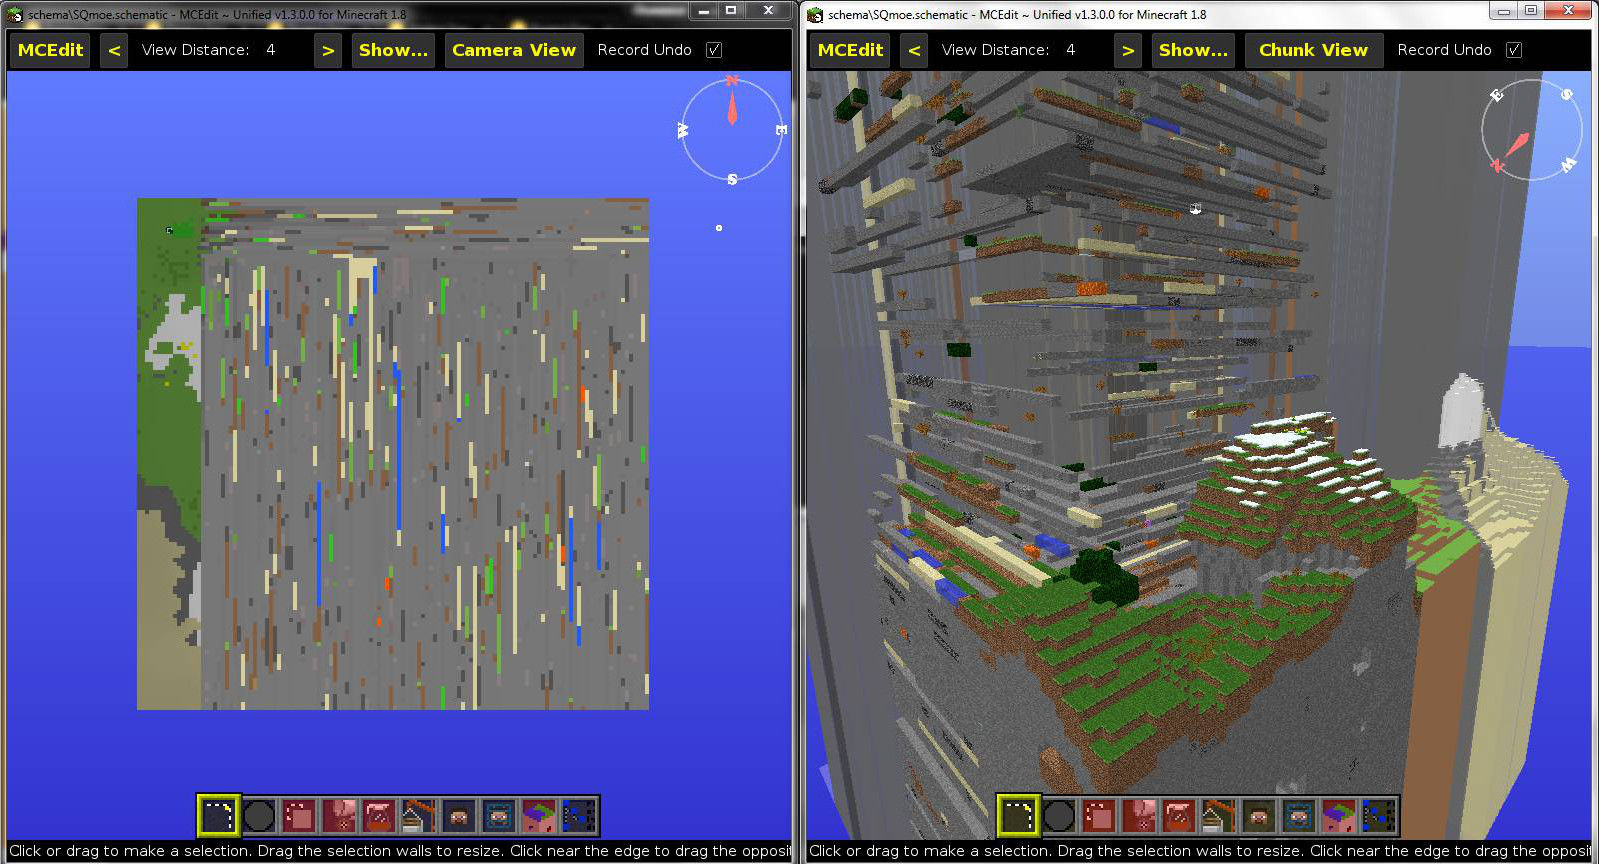 schema\SQmoe.schematic - MCEdit ~ Unified v1.3.0.0 for Minecraft 1.8
MCEdit < View Distance: 4 > Show... Camera View Record Undo
N
W E
S
Click or drag to make a selection. Drag the selection walls to resize. Click near the edge to drag the opposit
schema\SQmoe.schematic - MCEdit ~ Unified v1.3.0.0 for Minecraft 1.8
MCEdit < View Distance: 4 > Show... Chunk View Record Undo
E S
N W
Click or drag to make a selection. Drag the selection walls to resize. Click near the edge to drag the opposit